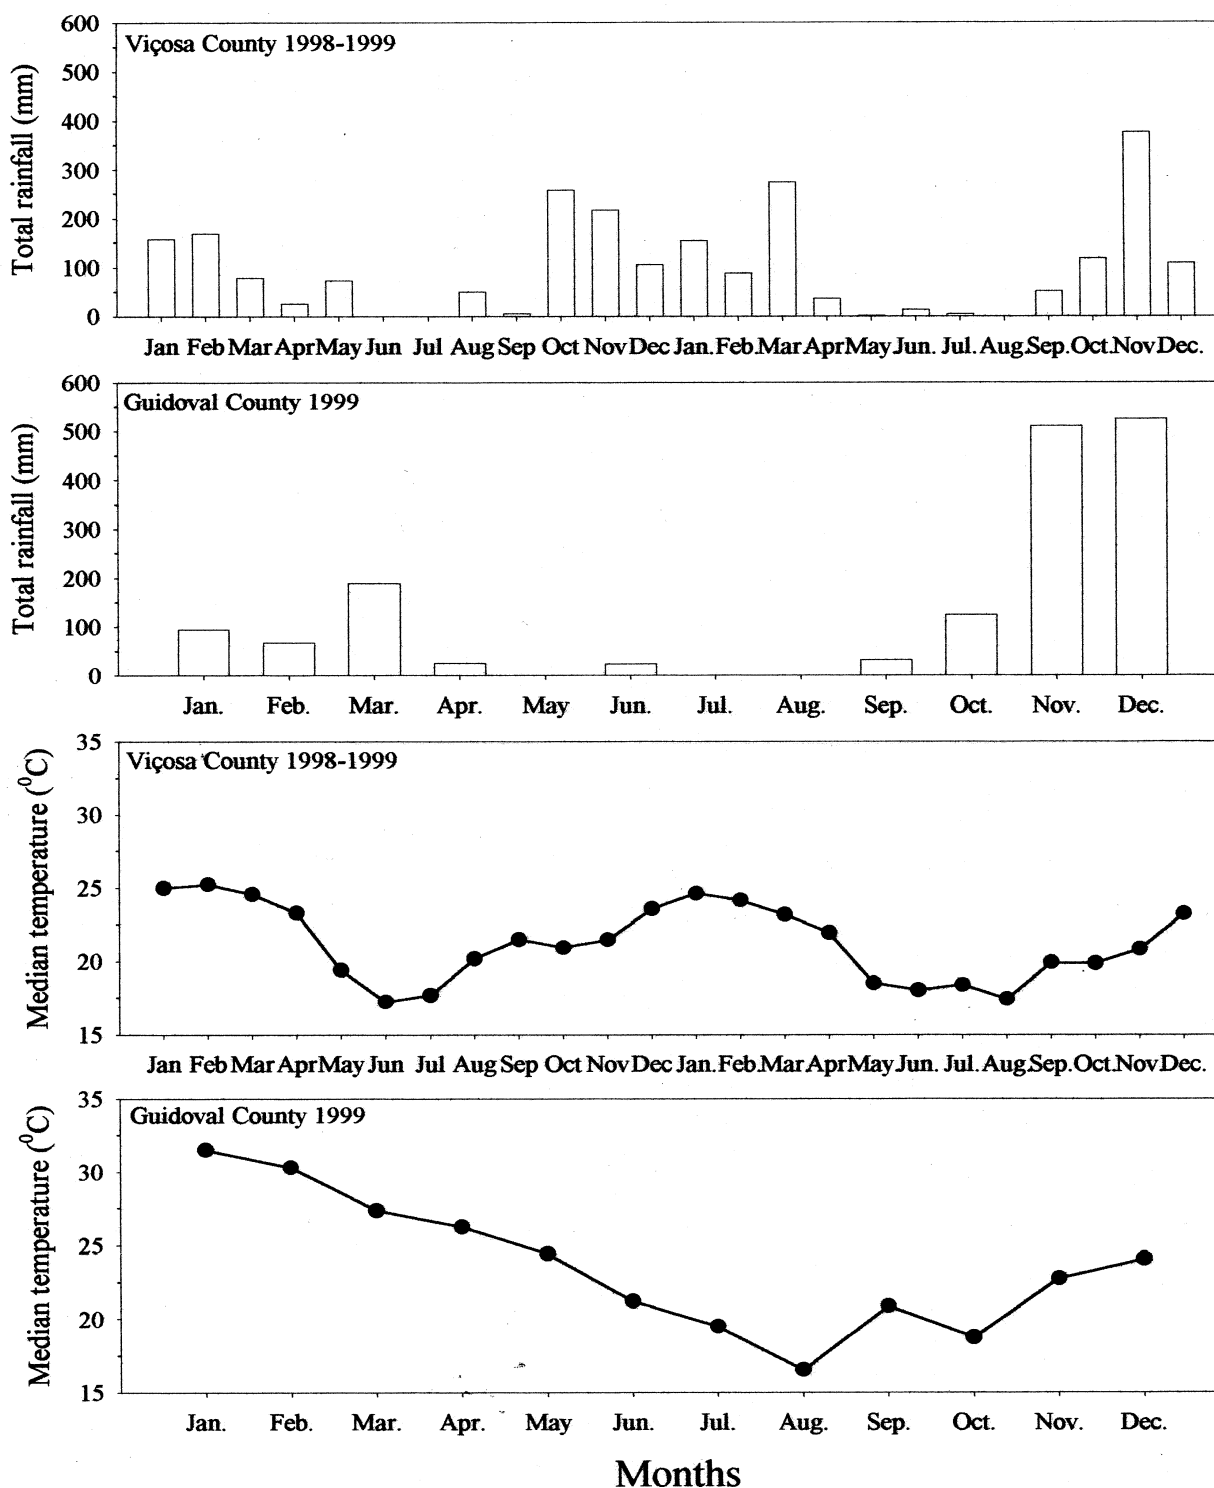 Viçosa County 1998-1999
Total rainfall (mm)
600
500
400
300
200
100
0
Jan Feb Mar Apr May Jun Jul Aug Sep Oct Nov Dec Jan. Feb. Mar Apr May Jun. Jul. Aug. Sep. Oct. Nov. Dec.
Guidoval County 1999
Total rainfall (mm)
600
500
400
300
200
100
0
Jan. Feb. Mar. Apr. May Jun. Jul. Aug. Sep. Oct. Nov. Dec.
Viçosa County 1998-1999
Median temperature (⁰C)
35
30
25
20
15
Jan Feb Mar Apr May Jun Jul Aug Sep Oct Nov Dec Jan. Feb. Mar Apr May Jun. Jul. Aug. Sep. Oct. Nov. Dec.
Guidoval County 1999
Median temperature (⁰C)
35
30
25
20
15
Jan. Feb. Mar. Apr. May Jun. Jul. Aug. Sep. Oct. Nov. Dec.
Months